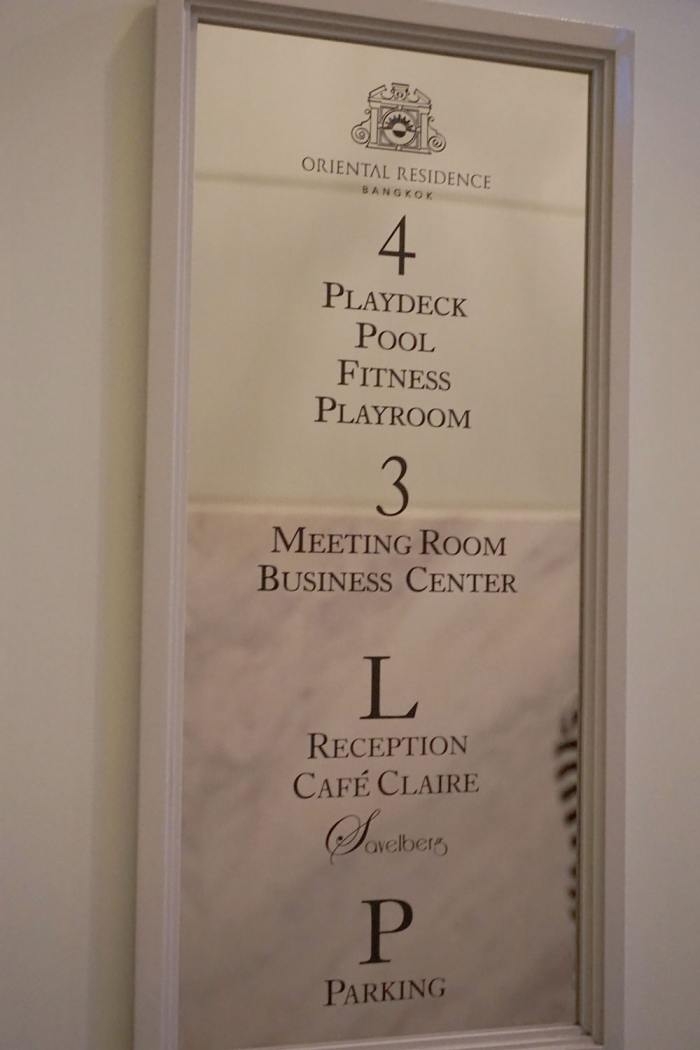 ORIENTAL RESIDENCE
BANGKOK
4
PLAYDECK
POOL
FITNESS
PLAYROOM
3
MEETING ROOM
BUSINESS CENTER
L
RECEPTION
CAFÉ CLAIRE
Savelberg
P
PARKING